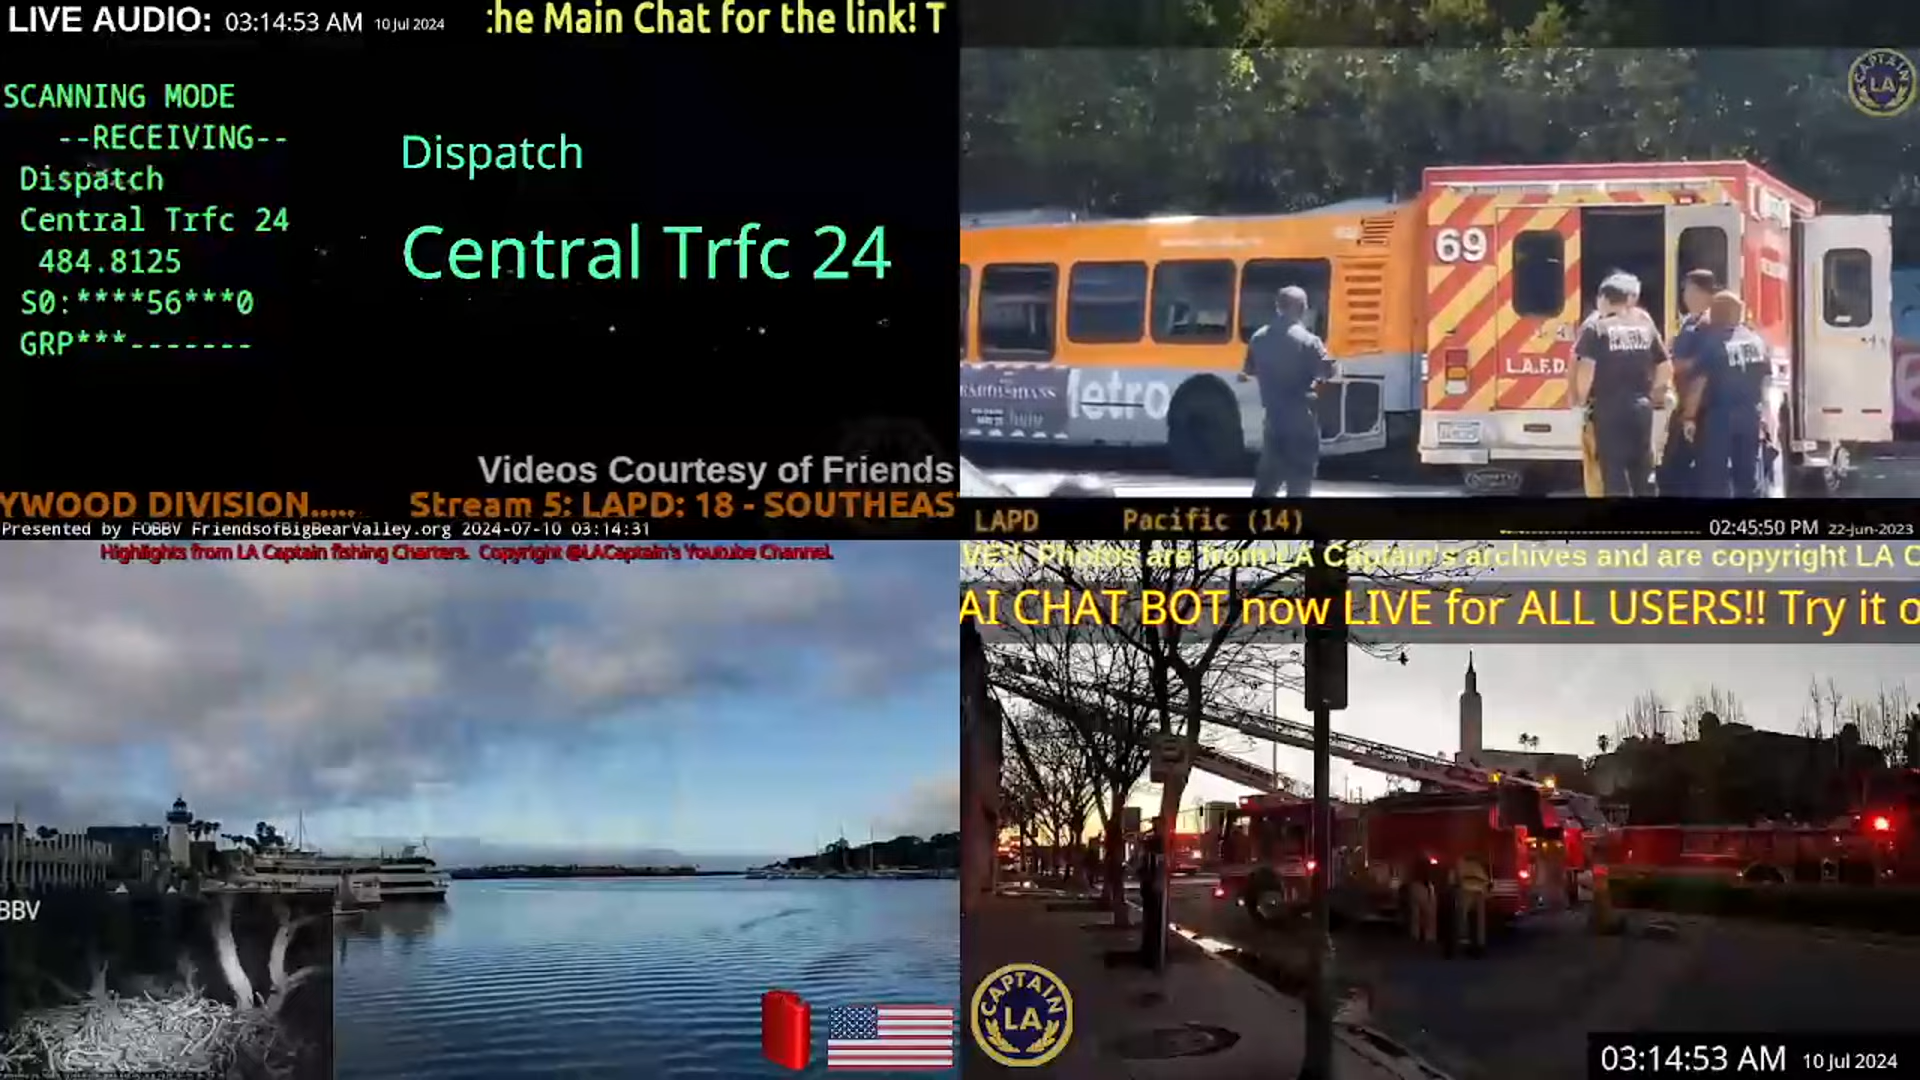 LIVE AUDIO: 03:14:53 AM 10 Jul 2024
:he Main Chat for the link! T
SCANNING MODE
--RECEIVING--
Dispatch
Central Trfc 24
484.8125
S0:****56***0
GRP***-------
Dispatch
Central Trfc 24
Videos Courtesy of Friends
YWOOD DIVISION..... Stream 5: LAPD: 18 - SOUTHEAS
Presented by FOBBV FriendsofBigBearValley.org 2024-07-10 03:14:31
CAPTAIN
LA
69
L.A.F.D.
Metro
LAPD Pacific (14)
02:45:50 PM 22-Jun-2023
Highlights from LA Captain fishing Charters. Copyright @LACaptain's Youtube Channel.
BBV
VE!! Photos are from LA Captain's archives and are copyright LA C
AI CHAT BOT now LIVE for ALL USERS!! Try it o
CAPTAIN
LA
03:14:53 AM 10 Jul 2024